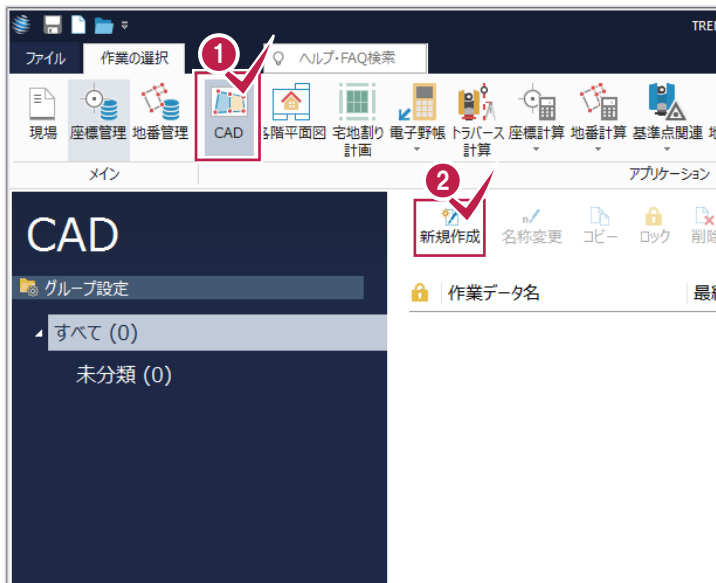 TREN
ファイル 作業の選択 1 ヘルプ・FAQ検索
現場 座標管理 地番管理 CAD 各階平面図 宅地割り 電子野帳 トラバース 座標計算 地番計算 基準点関連
計画 計算
メイン アプリケーション
2
CAD
新規作成 名称変更 コピー ロック 削除
グループ設定
作業データ名
すべて (0)
未分類 (0)